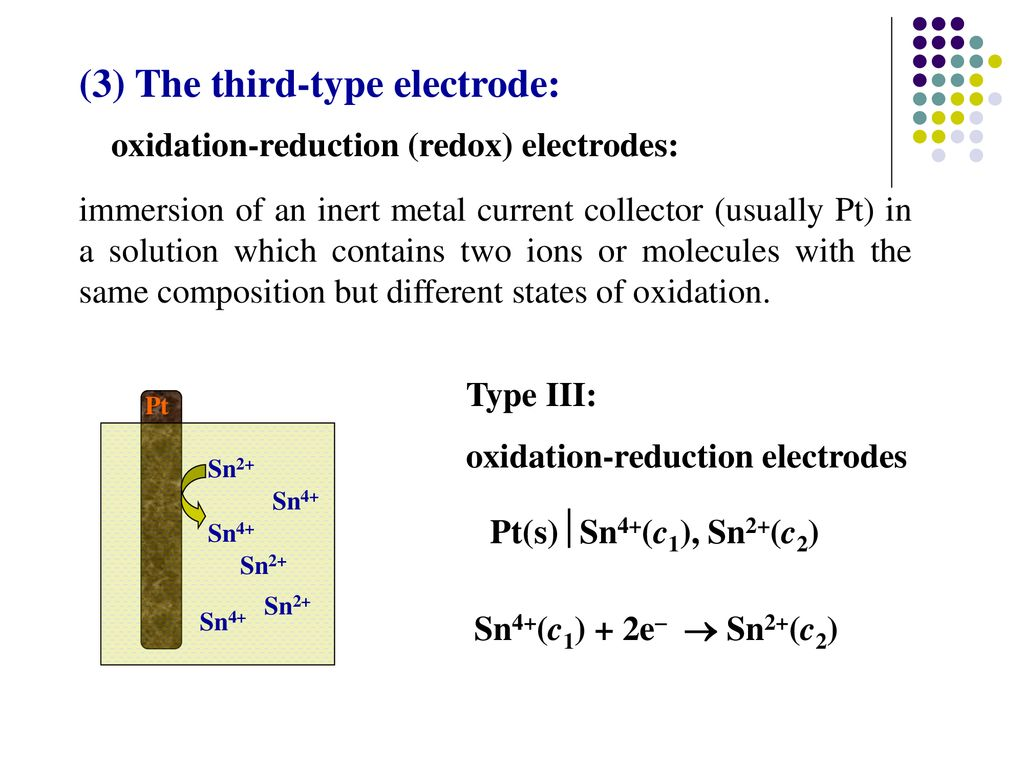 (3) The third-type electrode:
oxidation-reduction (redox) electrodes:
immersion of an inert metal current collector (usually Pt) in
a solution which contains two ions or molecules with the
same composition but different states of oxidation.
Type III:
oxidation-reduction electrodes
Pt(s)│Sn⁴⁺(c₁), Sn²⁺(c₂)
Sn⁴⁺(c₁) + 2e⁻ → Sn²⁺(c₂)
Pt
Sn²⁺
Sn⁴⁺
Sn⁴⁺
Sn²⁺
Sn²⁺
Sn⁴⁺